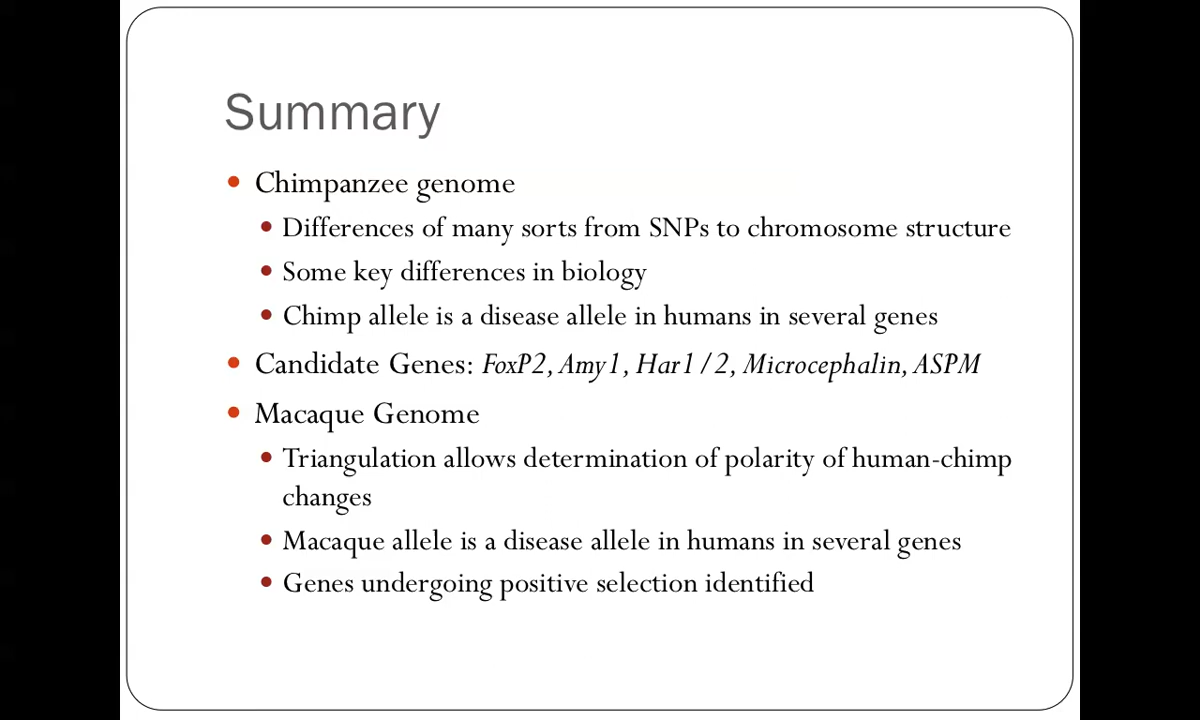 Summary
• Chimpanzee genome
• Differences of many sorts from SNPs to chromosome structure
• Some key differences in biology
• Chimp allele is a disease allele in humans in several genes
• Candidate Genes: FoxP2, Amy1, Har1/2, Microcephalin, ASPM
• Macaque Genome
• Triangulation allows determination of polarity of human-chimp
changes
• Macaque allele is a disease allele in humans in several genes
• Genes undergoing positive selection identified